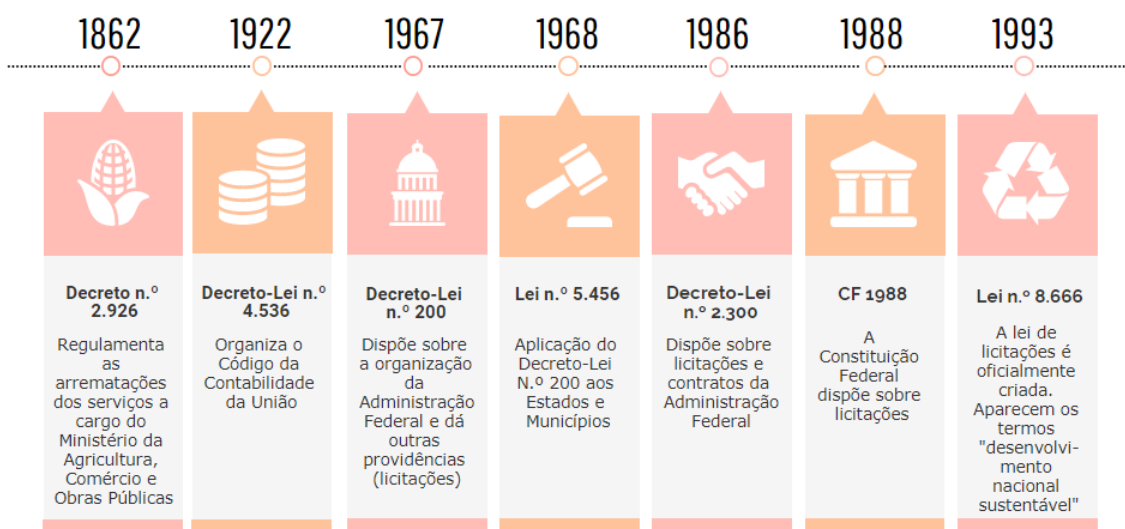 1862
1922
1967
1968
1986
1988
1993
Decreto n.º
2.926
Regulamenta
as
arrematações
dos serviços a
cargo do
Ministério da
Agricultura,
Comércio e
Obras Públicas
Decreto-Lei n.º
4.536
Organiza o
Código da
Contabilidade
da União
Decreto-Lei
n.º 200
Dispõe sobre
a organização
da
Administração
Federal e dá
outras
providências
(licitações)
Lei n.º 5.456
Aplicação do
Decreto-Lei
N.º 200 aos
Estados e
Municípios
Decreto-Lei
n.º 2.300
Dispõe sobre
licitações e
contratos da
Administração
Federal
CF 1988
A
Constituição
Federal
dispõe sobre
licitações
Lei n.º 8.666
A lei de
licitações é
oficialmente
criada.
Aparecem os
termos
"desenvolvi-
mento
nacional
sustentável"